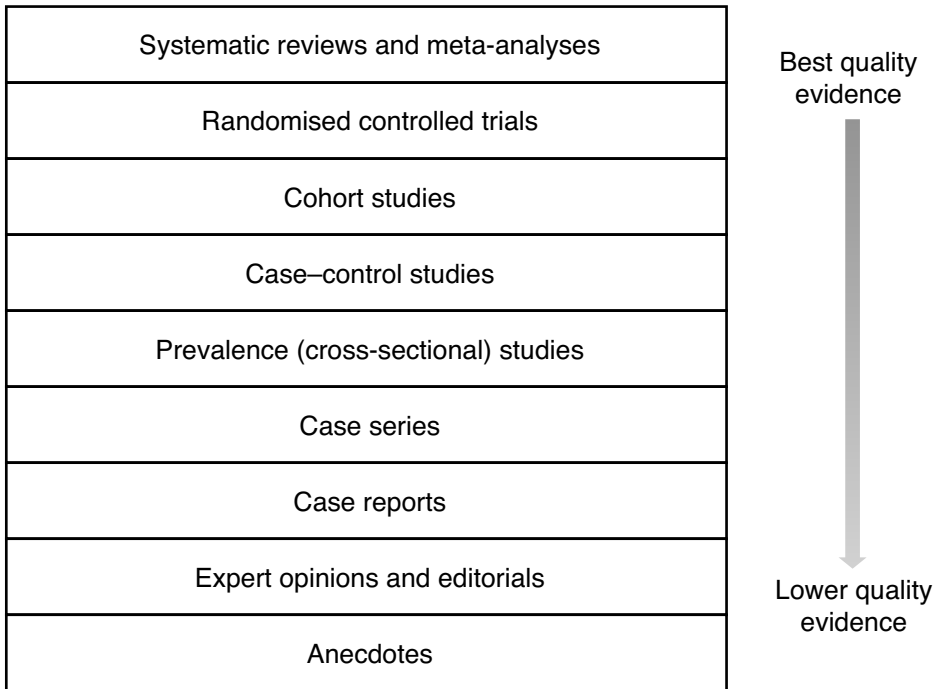 Systematic reviews and meta-analyses
Randomised controlled trials
Cohort studies
Case–control studies
Prevalence (cross-sectional) studies
Case series
Case reports
Expert opinions and editorials
Anecdotes
Best quality
evidence
Lower quality
evidence